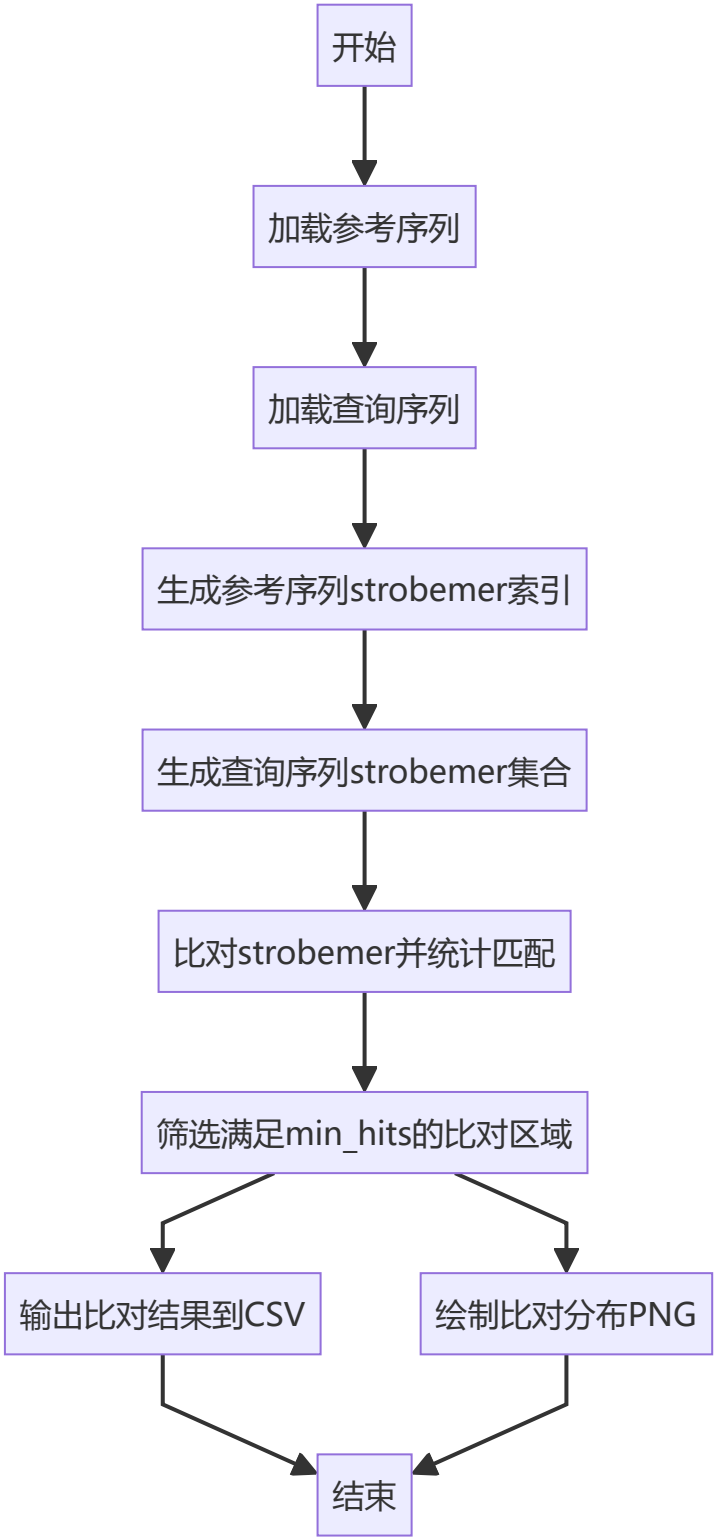 开始
加载参考序列
加载查询序列
生成参考序列strobemer索引
生成查询序列strobemer集合
比对strobemer并统计匹配
筛选满足min_hits的比对区域
输出比对结果到CSV
绘制比对分布PNG
结束